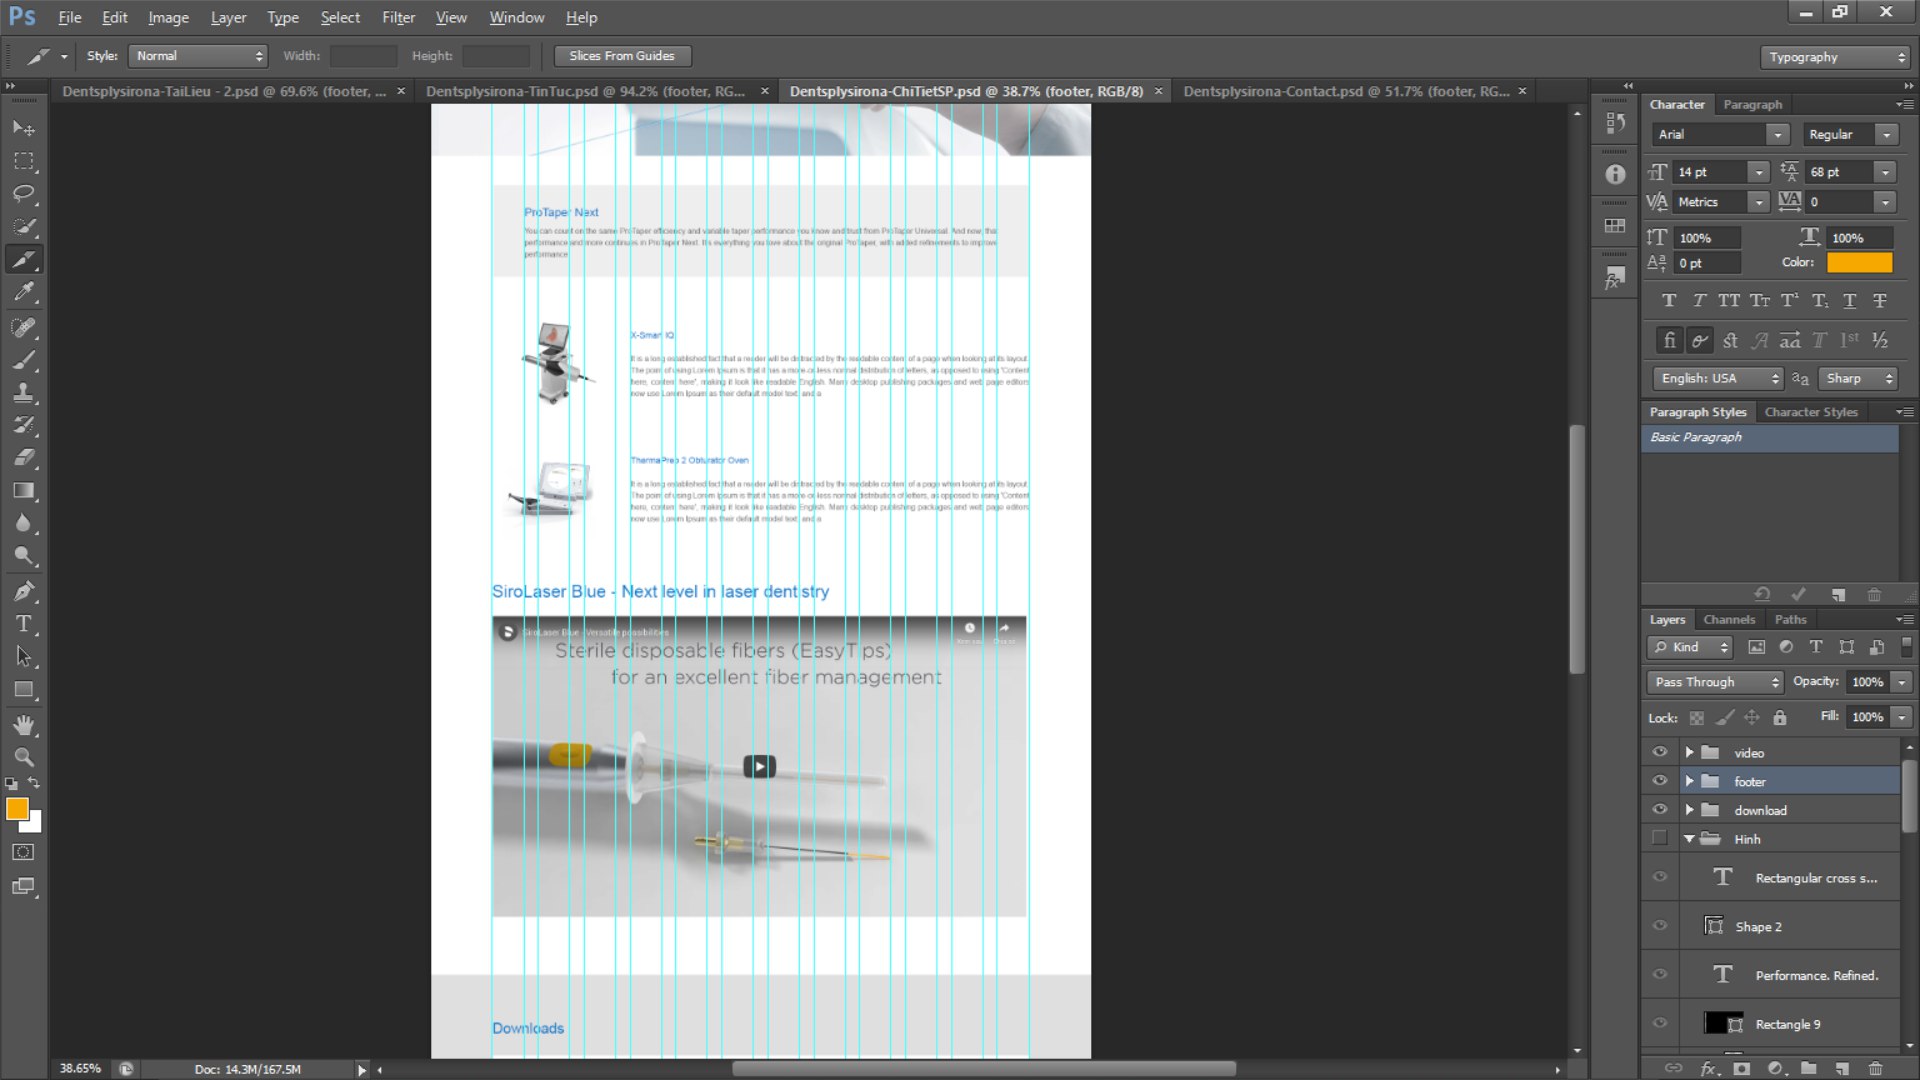 Ps File Edit Image Layer Type Select Filter View Window Help
Style: Normal Width: Height: Slices From Guides Typography
Dentsplysirona-TaiLieu - 2.psd @ 69.6% (footer, ... × Dentsplysirona-TinTuc.psd @ 94.2% (footer, RG... × Dentsplysirona-ChiTietSP.psd @ 38.7% (footer, RGB/8) × Dentsplysirona-Contact.psd @ 51.7% (footer, RG... ×
ProTaper Next
You can count on the same ProTaper efficiency and variable taper performance you know and trust from ProTaper Universal. And now, that
performance and more continues in ProTaper Next. It's everything you love about the original ProTaper, with added refinements to improve
performance
X-Smart IQ
It is a long established fact that a reader will be distracted by the readable content of a page when looking at its layout.
The point of using Lorem Ipsum is that it has a more-or-less normal distribution of letters, as opposed to using 'Content
here, content here', making it look like readable English. Many desktop publishing packages and web page editors
now use Lorem Ipsum as their default model text, and a
ThermaPrep 2 Obturator Oven
It is a long established fact that a reader will be distracted by the readable content of a page when looking at its layout.
The point of using Lorem Ipsum is that it has a more-or-less normal distribution of letters, as opposed to using 'Content
here, content here', making it look like readable English. Many desktop publishing packages and web page editors
now use Lorem Ipsum as their default model text, and a
SiroLaser Blue - Next level in laser dentistry
SiroLaser Blue - Versatile possibilities
Sterile disposable fibers (EasyTips)
for an excellent fiber management
Downloads
38.65% Doc: 14.3M/167.5M
Character Paragraph
Arial Regular
14 pt 68 pt
Metrics 0
100% 100%
0 pt Color:
English: USA aa Sharp
Paragraph Styles Character Styles
Basic Paragraph
Layers Channels Paths
Kind
Pass Through Opacity: 100%
Lock: Fill: 100%
video
footer
download
Hinh
Rectangular cross s...
Shape 2
Performance. Refined.
Rectangle 9